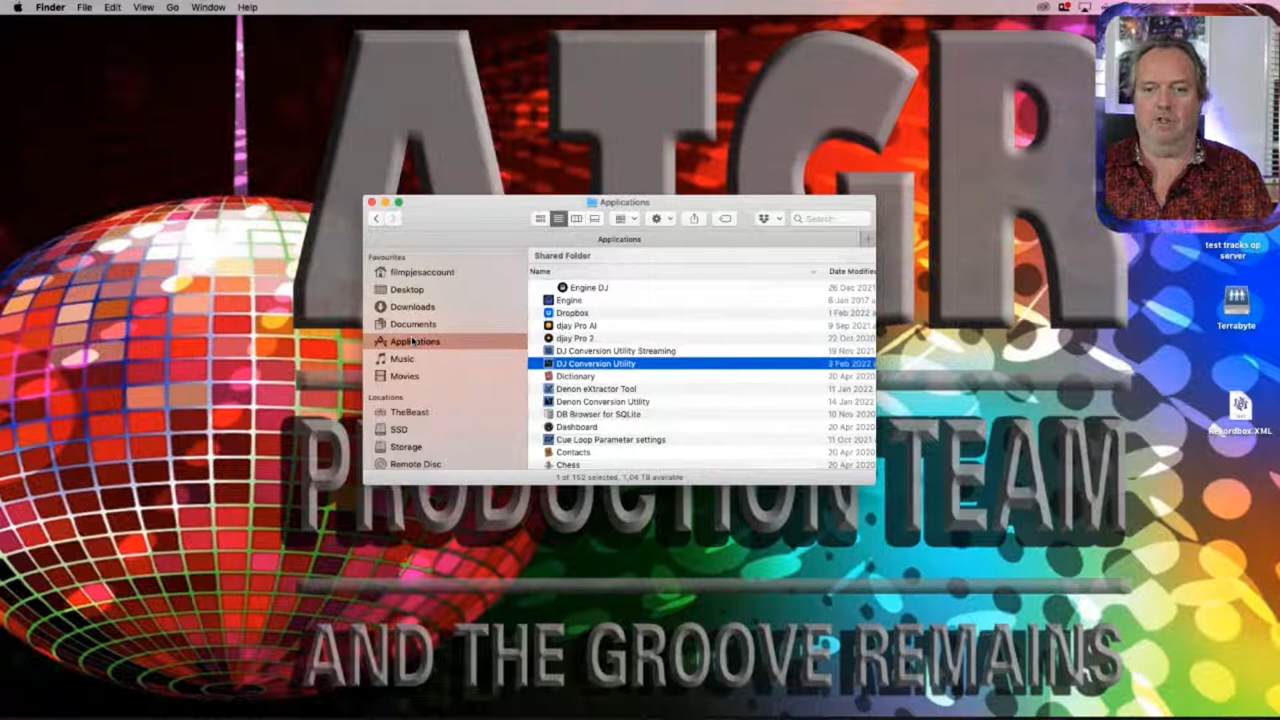 Finder File Edit View Go Window Help
ATGR
PRODUCTION TEAM
AND THE GROOVE REMAINS
Applications
Search
Applications
Favourites
filmpjesaccount
Desktop
Downloads
Documents
Applications
Music
Movies
Locations
TheBeast
SSD
Storage
Remote Disc
Shared Folder
Name Date Modified
Engine DJ 26 Dec 2021
Engine 6 Jan 2017 a
Dropbox 1 Feb 2022 a
djay Pro AI 9 Sep 2021 a
djay Pro 2 22 Oct 2020
DJ Conversion Utility Streaming 19 Nov 2021
DJ Conversion Utility 3 Feb 2022 a
Dictionary 20 Apr 2020
Denon eXtractor Tool 11 Jan 2022
Denon Conversion Utility 14 Jan 2022
DB Browser for SQLite 10 Nov 2020
Dashboard 20 Apr 2020
Cue Loop Parameter settings 11 Oct 2021
Contacts 20 Apr 2020
Chess 20 Apr 2020
1 of 152 selected, 1,04 TB available
test tracks op
server
Terrabyte
Rekordbox.XML